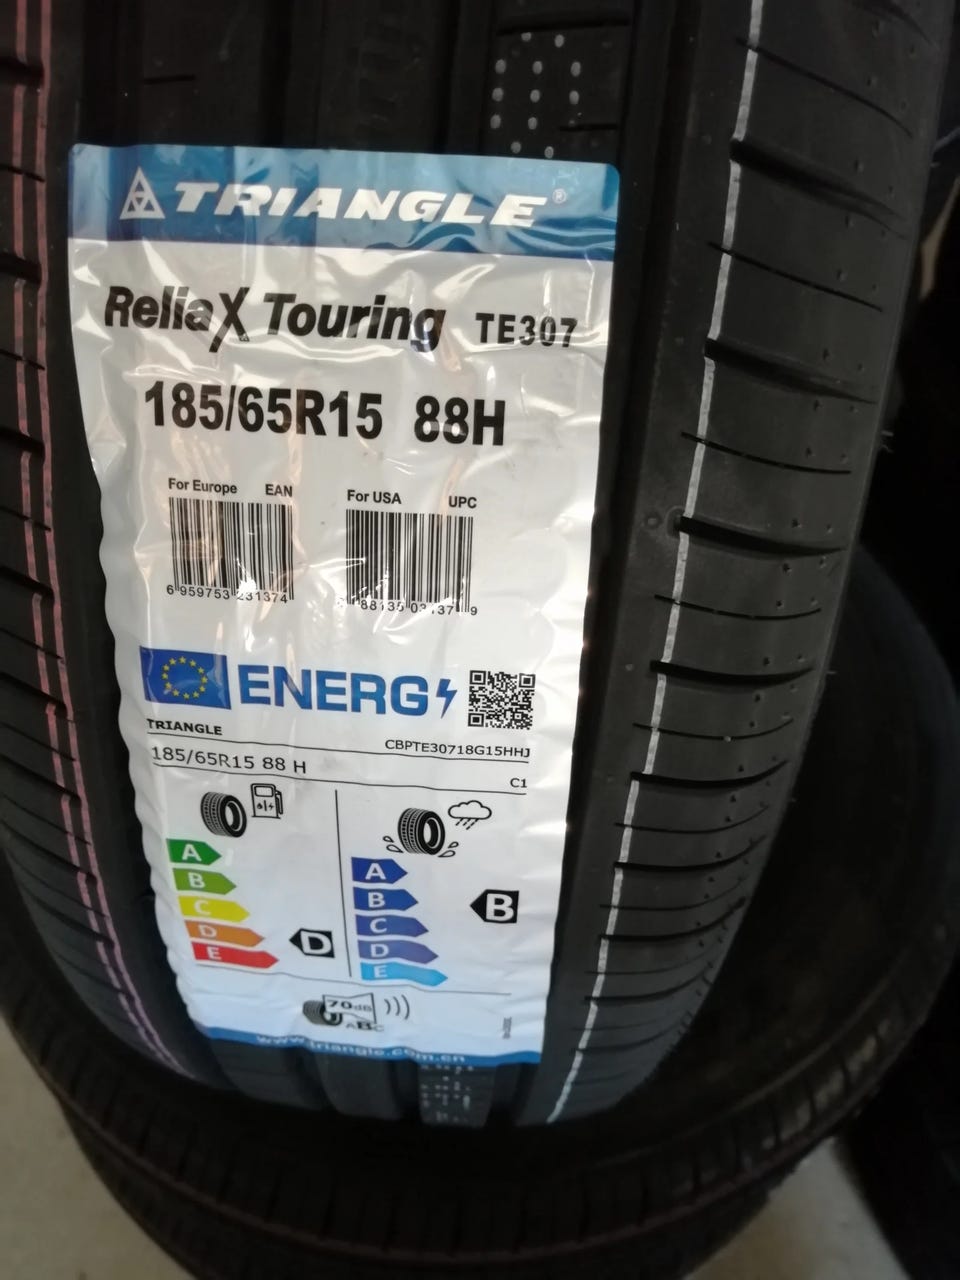 TRIANGLE®
ReliaX Touring TE307
185/65R15 88H
For Europe EAN For USA UPC
6 959753 231374
ENERG
TRIANGLE CBPTE30718G15HHJ
185/65R15 88 H C1
A A
B B B
C C
D D D
E E
70dB
ABC
www.triangle.com.cn